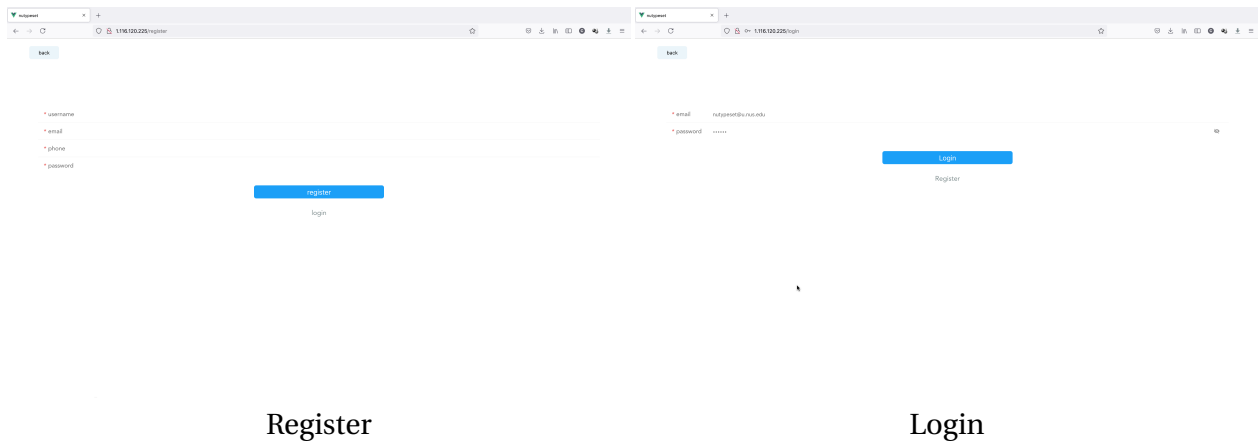 nutypeset
1.116.120.225/register
back
* username
* email
* phone
* password
register
login
Register
nutypeset
1.116.120.225/login
back
* email nutypeset@u.nus.edu
* password ······
Login
Register
Login